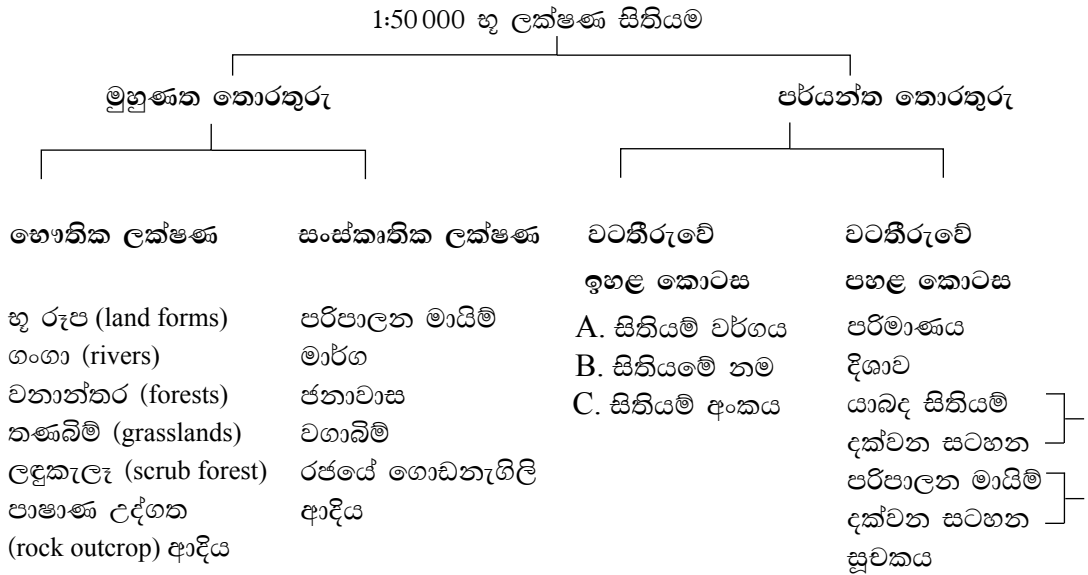 1:50 000 භූ ලක්ෂණ සිතියම
මුහුණත තොරතුරු
පර්යන්ත තොරතුරු
භෞතික ලක්ෂණ
භූ රූප (land forms)
ගංගා (rivers)
වනාන්තර (forests)
තණබිම් (grasslands)
ලඳුකැලෑ (scrub forest)
පාෂාණ උද්ගත
(rock outcrop) ආදිය
සංස්කෘතික ලක්ෂණ
පරිපාලන මායිම්
මාර්ග
ජනාවාස
වගාබිම්
රජයේ ගොඩනැගිලි
ආදිය
වටතීරුවේ
ඉහළ කොටස
A. සිතියම් වර්ගය
B. සිතියමේ නම
C. සිතියම් අංකය
වටතීරුවේ
පහළ කොටස
පරිමාණය
දිශාව
යාබද සිතියම්
දක්වන සටහන
පරිපාලන මායිම්
දක්වන සටහන
සූචකය